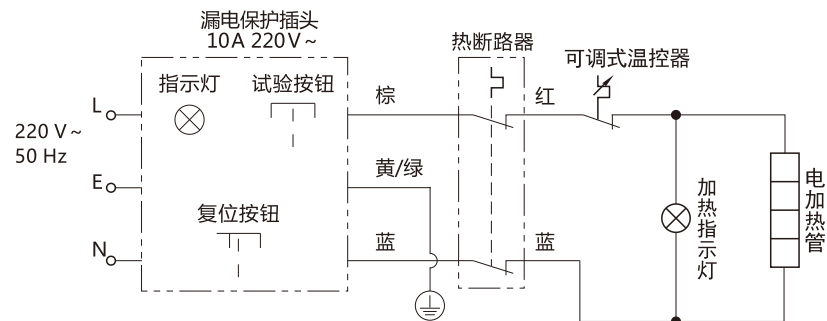 漏电保护插头
10A 220V~
热断路器
可调式温控器
指示灯
试验按钮
棕
红
L
220 V~
50 Hz
E
黄/绿
加热指示灯
电加热管
复位按钮
N
蓝
蓝